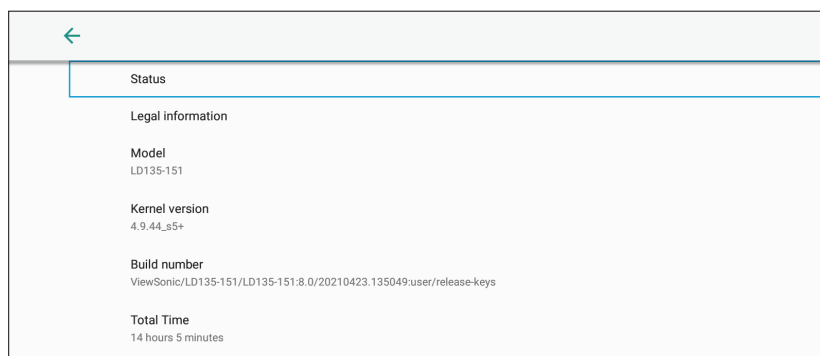 Status
Legal information
Model
LD135-151
Kernel version
4.9.44_s5+
Build number
ViewSonic/LD135-151/LD135-151:8.0/20210423.135049:user/release-keys
Total Time
14 hours 5 minutes